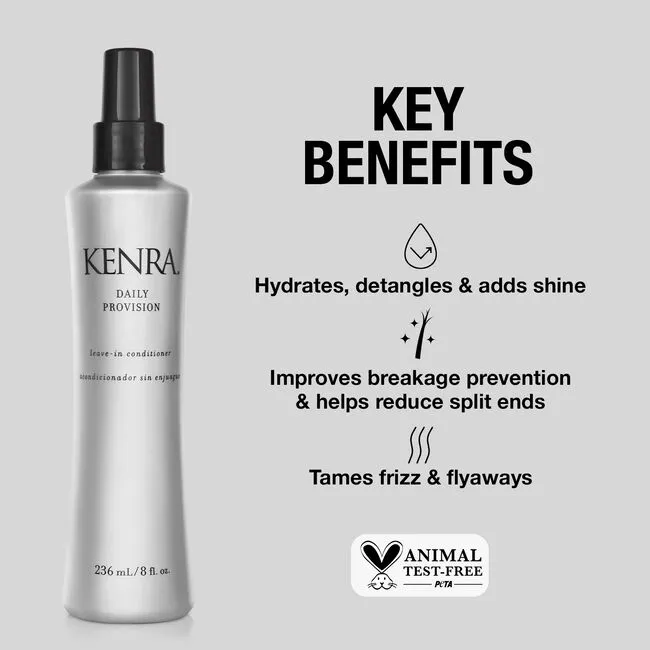 KENRA.
DAILY
PROVISION
leave-in conditioner
acondicionador sin enjuague
236 mL/8 fl. oz.
KEY
BENEFITS
Hydrates, detangles & adds shine
Improves breakage prevention
& helps reduce split ends
Tames frizz & flyaways
ANIMAL
TEST-FREE
PETA